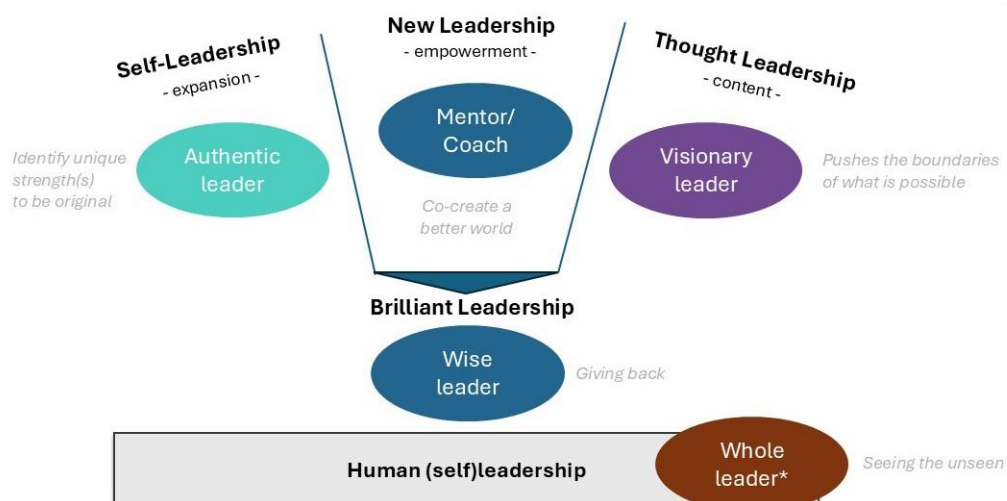 Self-Leadership
- expansion -
Identify unique
strength(s)
to be original
Authentic
leader
New Leadership
- empowerment -
Mentor/
Coach
Co-create a
better world
Thought Leadership
- content -
Visionary
leader
Pushes the boundaries
of what is possible
Brilliant Leadership
Wise
leader
Giving back
Human (self)leadership
Whole
leader*
Seeing the unseen